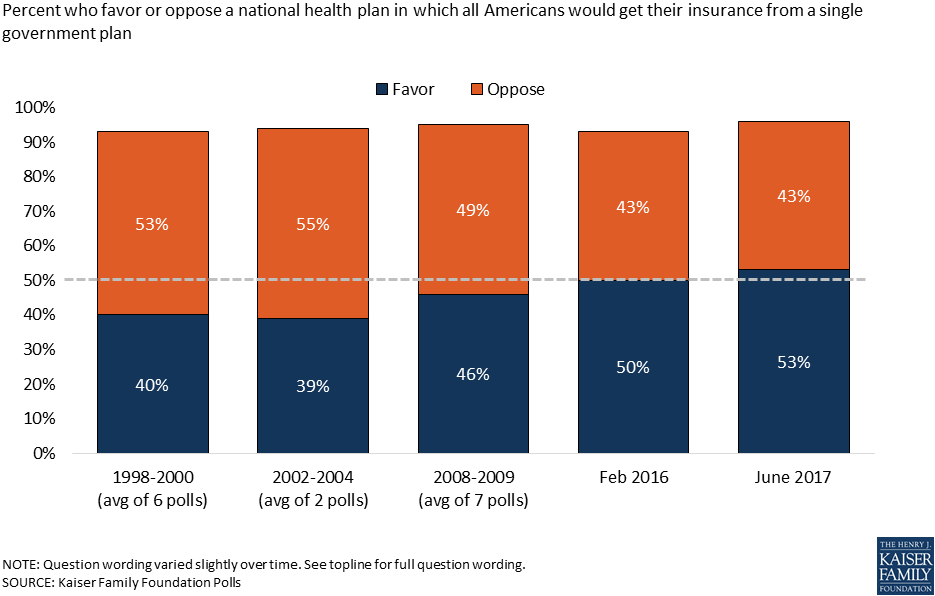 Percent who favor or oppose a national health plan in which all Americans would get their insurance from a single
government plan
Favor Oppose
100%
90%
80%
70%
60%
50%
40%
30%
20%
10%
0%
53% 55% 49% 43% 43%
40% 39% 46% 50% 53%
1998-2000 2002-2004 2008-2009 Feb 2016 June 2017
(avg of 6 polls) (avg of 2 polls) (avg of 7 polls)
NOTE: Question wording varied slightly over time. See topline for full question wording.
SOURCE: Kaiser Family Foundation Polls
THE HENRY J.
KAISER
FAMILY
FOUNDATION